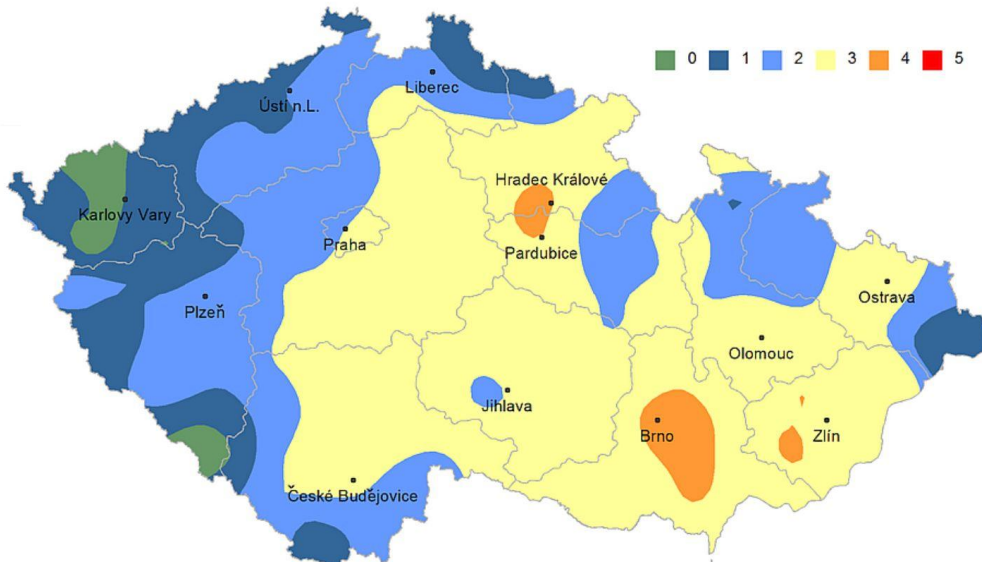 0 1 2 3 4 5
Liberec
Ústí n.L.
Hradec Králové
Karlovy Vary
Praha
Pardubice
Plzeň
Ostrava
Olomouc
Jihlava
Brno
Zlín
České Budějovice